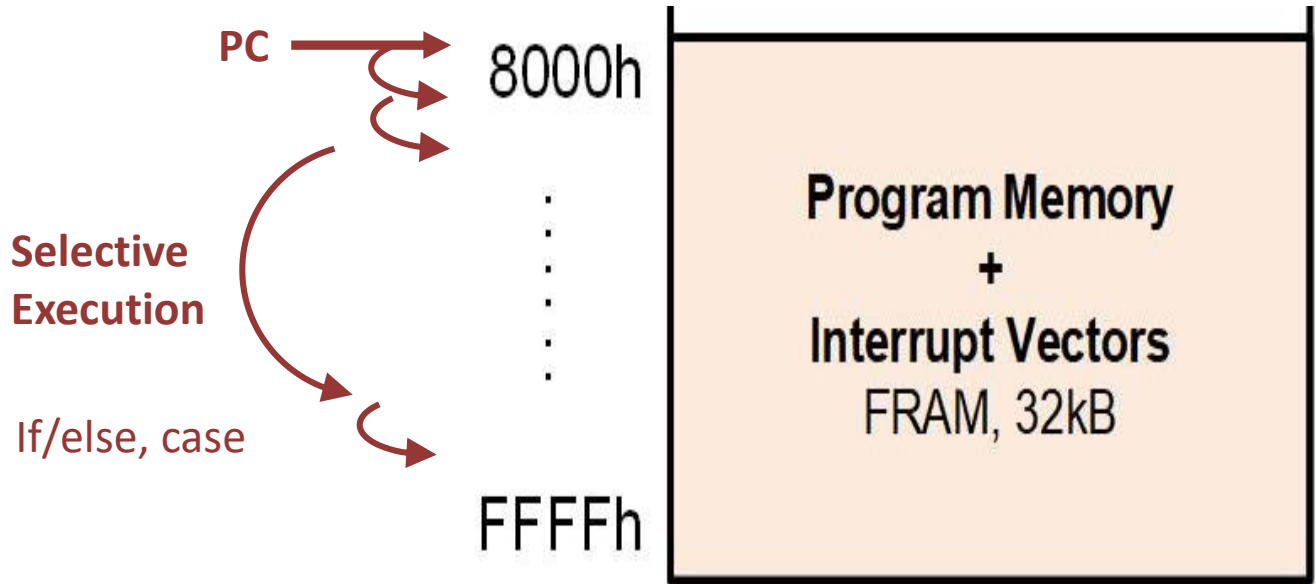 PC
8000h
Selective
Execution
If/else, case
FFFFh
Program Memory
+
Interrupt Vectors
FRAM, 32kB